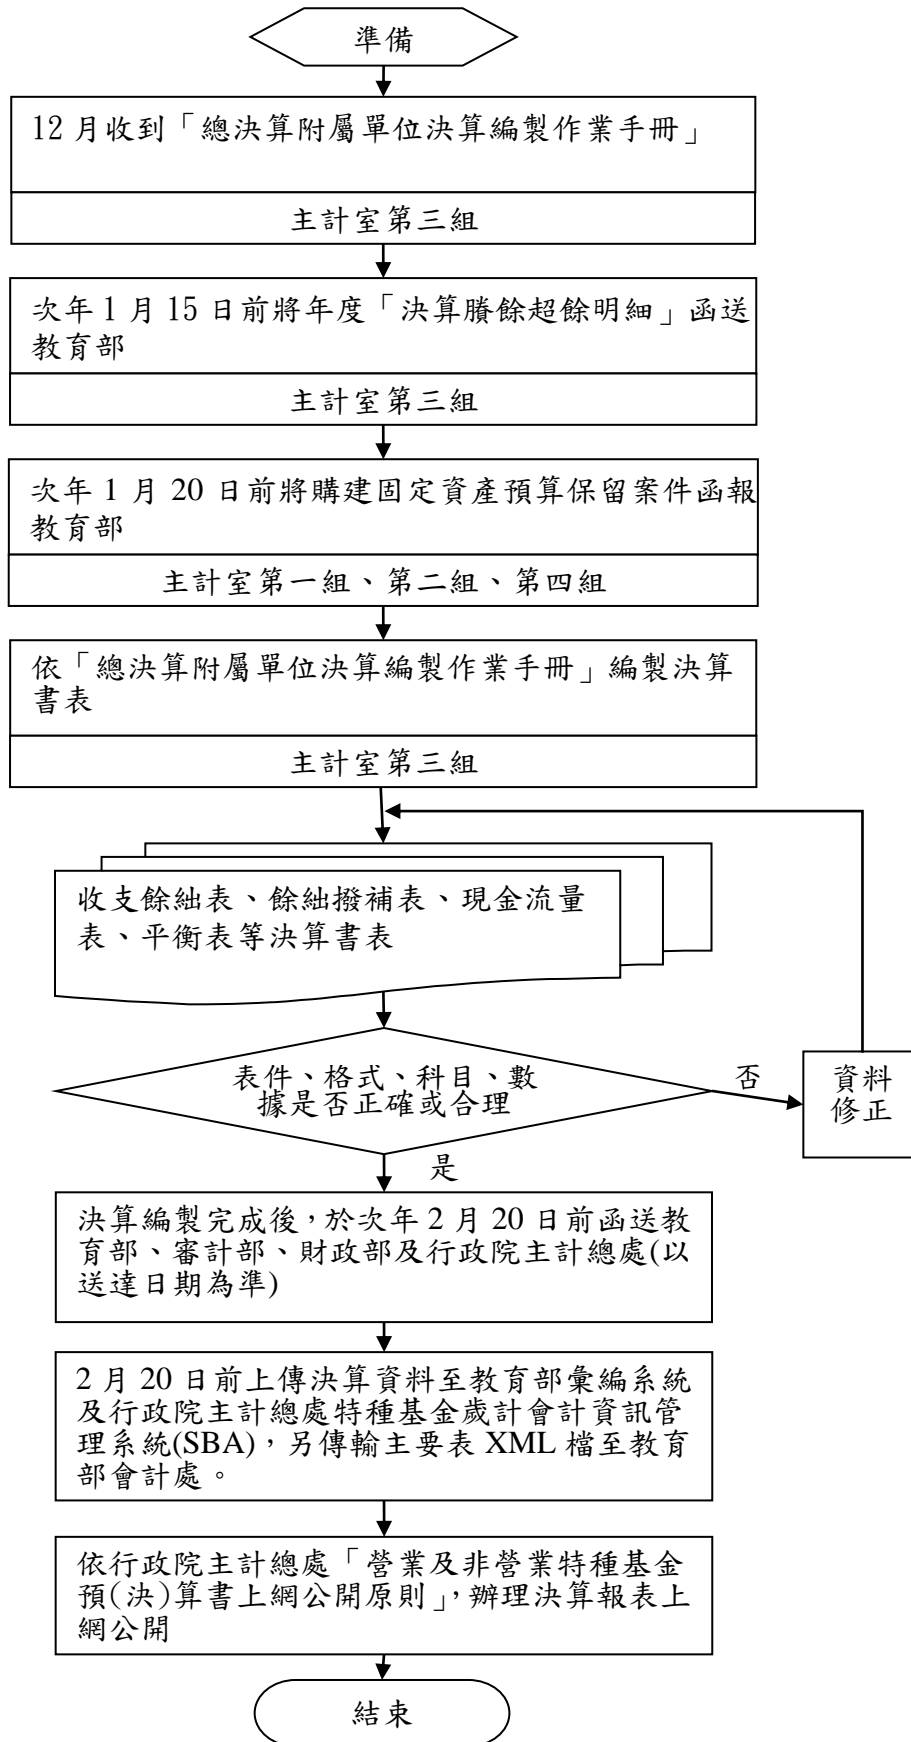 準備
12月收到「總決算附屬單位決算編製作業手冊」
主計室第三組
次年 1 月 15 日前將年度「決算賸餘超餘明細」函送
教育部
主計室第三組
次年 1 月 20 日前將購建固定資產預算保留案件函報
教育部
主計室第一組、第二組、第四組
依「總決算附屬單位決算編製作業手冊」編製決算
書表
主計室第三組
收支餘絀表、餘絀撥補表、現金流量
表、平衡表等決算書表
表件、格式、科目、數
據是否正確或合理
否
資料
修正
是
決算編製完成後，於次年 2 月 20 日前函送教
育部、審計部、財政部及行政院主計總處(以
送達日期為準)
2 月 20 日前上傳決算資料至教育部彙編系統
及行政院主計總處特種基金歲計會計資訊管
理系統(SBA)，另傳輸主要表 XML 檔至教育
部會計處。
依行政院主計總處「營業及非營業特種基金
預(決)算書上網公開原則」，辦理決算報表上
網公開
結束